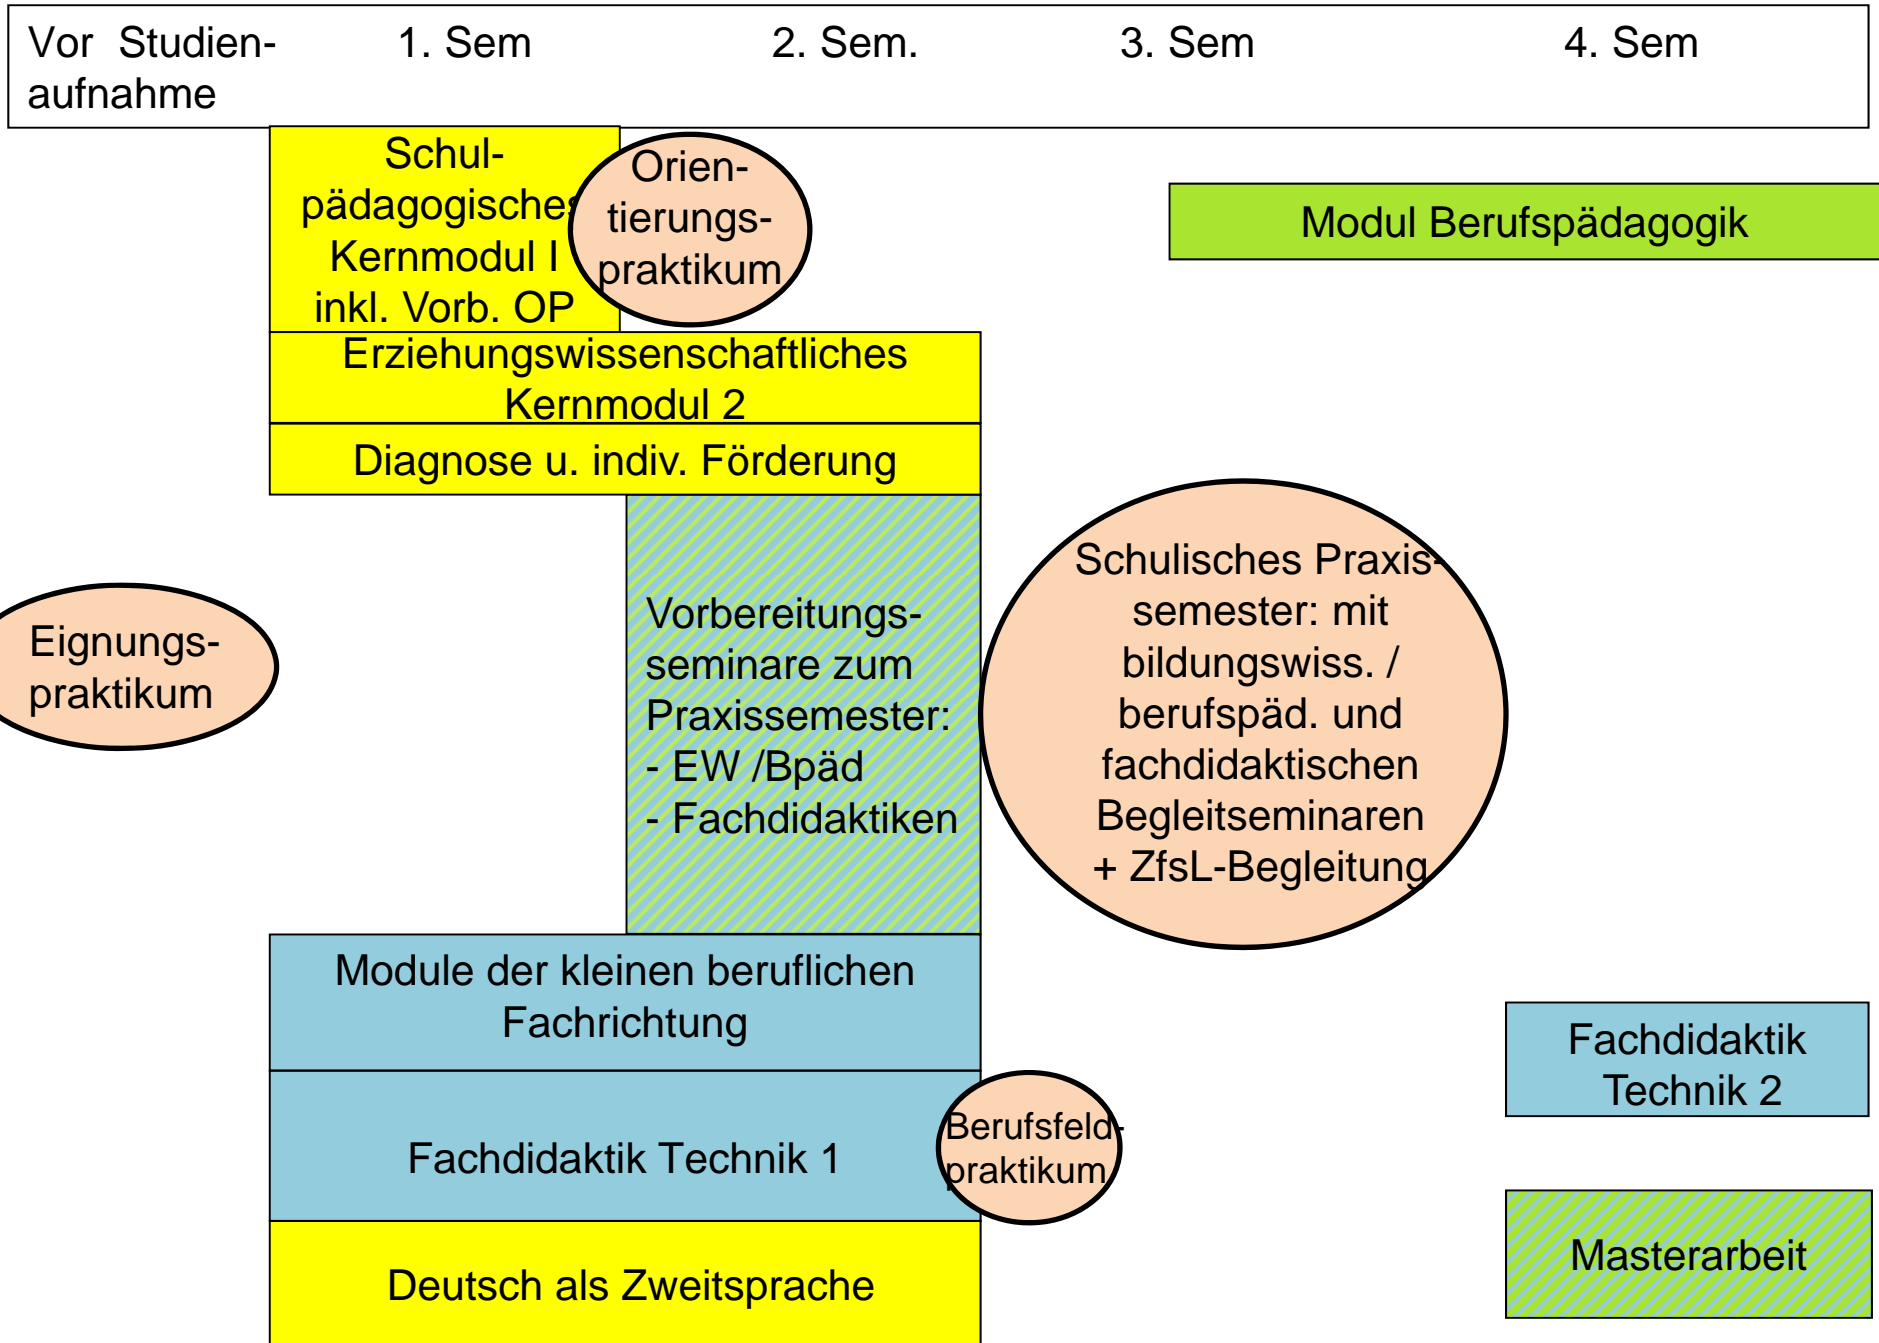 Vor Studien- 1. Sem 2. Sem. 3. Sem 4. Sem
aufnahme
Schul-
pädagogisches
Kernmodul I
inkl. Vorb. OP
Orien-
tierungs-
praktikum
Modul Berufspädagogik
Erziehungswissenschaftliches
Kernmodul 2
Diagnose u. indiv. Förderung
Eignungs-
praktikum
Vorbereitungs-
seminare zum
Praxissemester:
- EW /Bpäd
- Fachdidaktiken
Schulisches Praxis-
semester: mit
bildungswiss. /
berufspäd. und
fachdidaktischen
Begleitseminaren
+ ZfsL-Begleitung
Module der kleinen beruflichen
Fachrichtung
Fachdidaktik
Technik 2
Fachdidaktik Technik 1
Berufsfeld-
praktikum
Deutsch als Zweitsprache
Masterarbeit